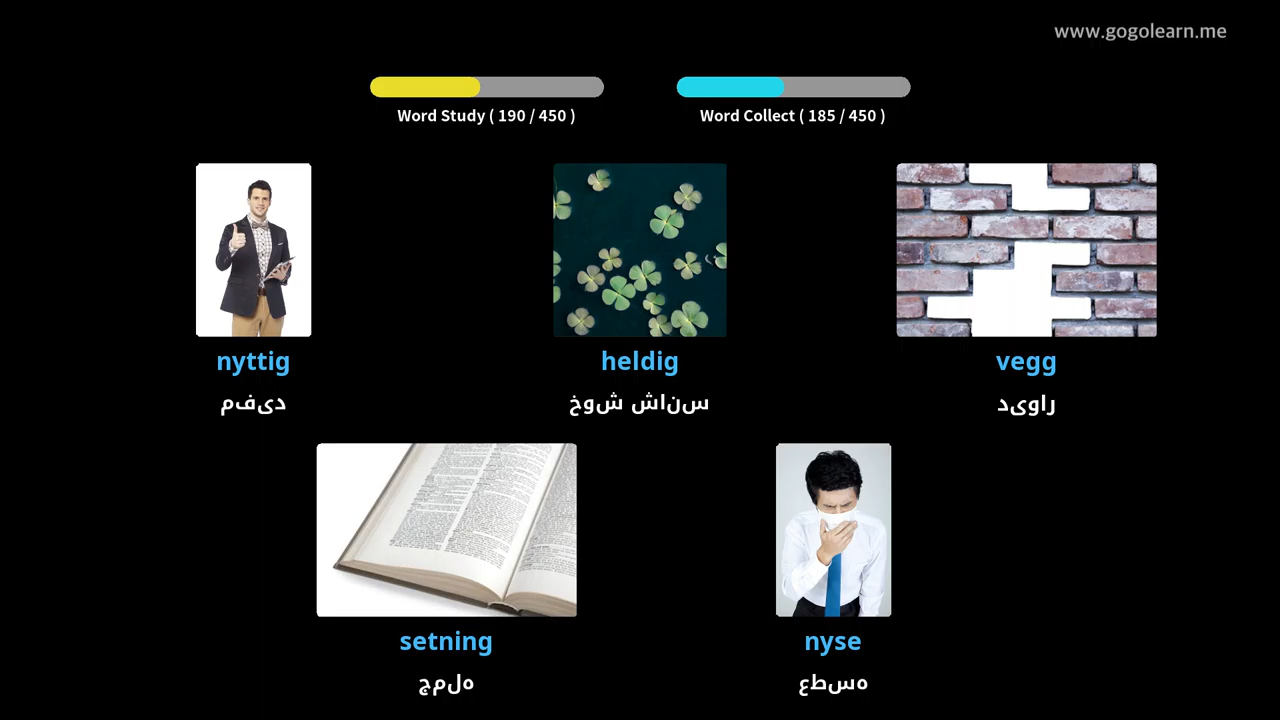 www.gogolearn.me
Word Study ( 190 / 450 )
Word Collect ( 185 / 450 )
nyttig
دیفم
heldig
سناش شوخ
vegg
راوید
setning
هلمج
nyse
هسطع